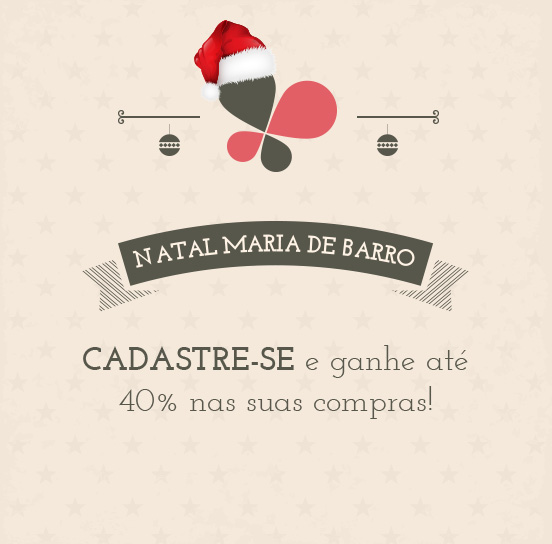 NATAL MARIA DE BARRO
CADASTRE-SE e ganhe até
40% nas suas compras!